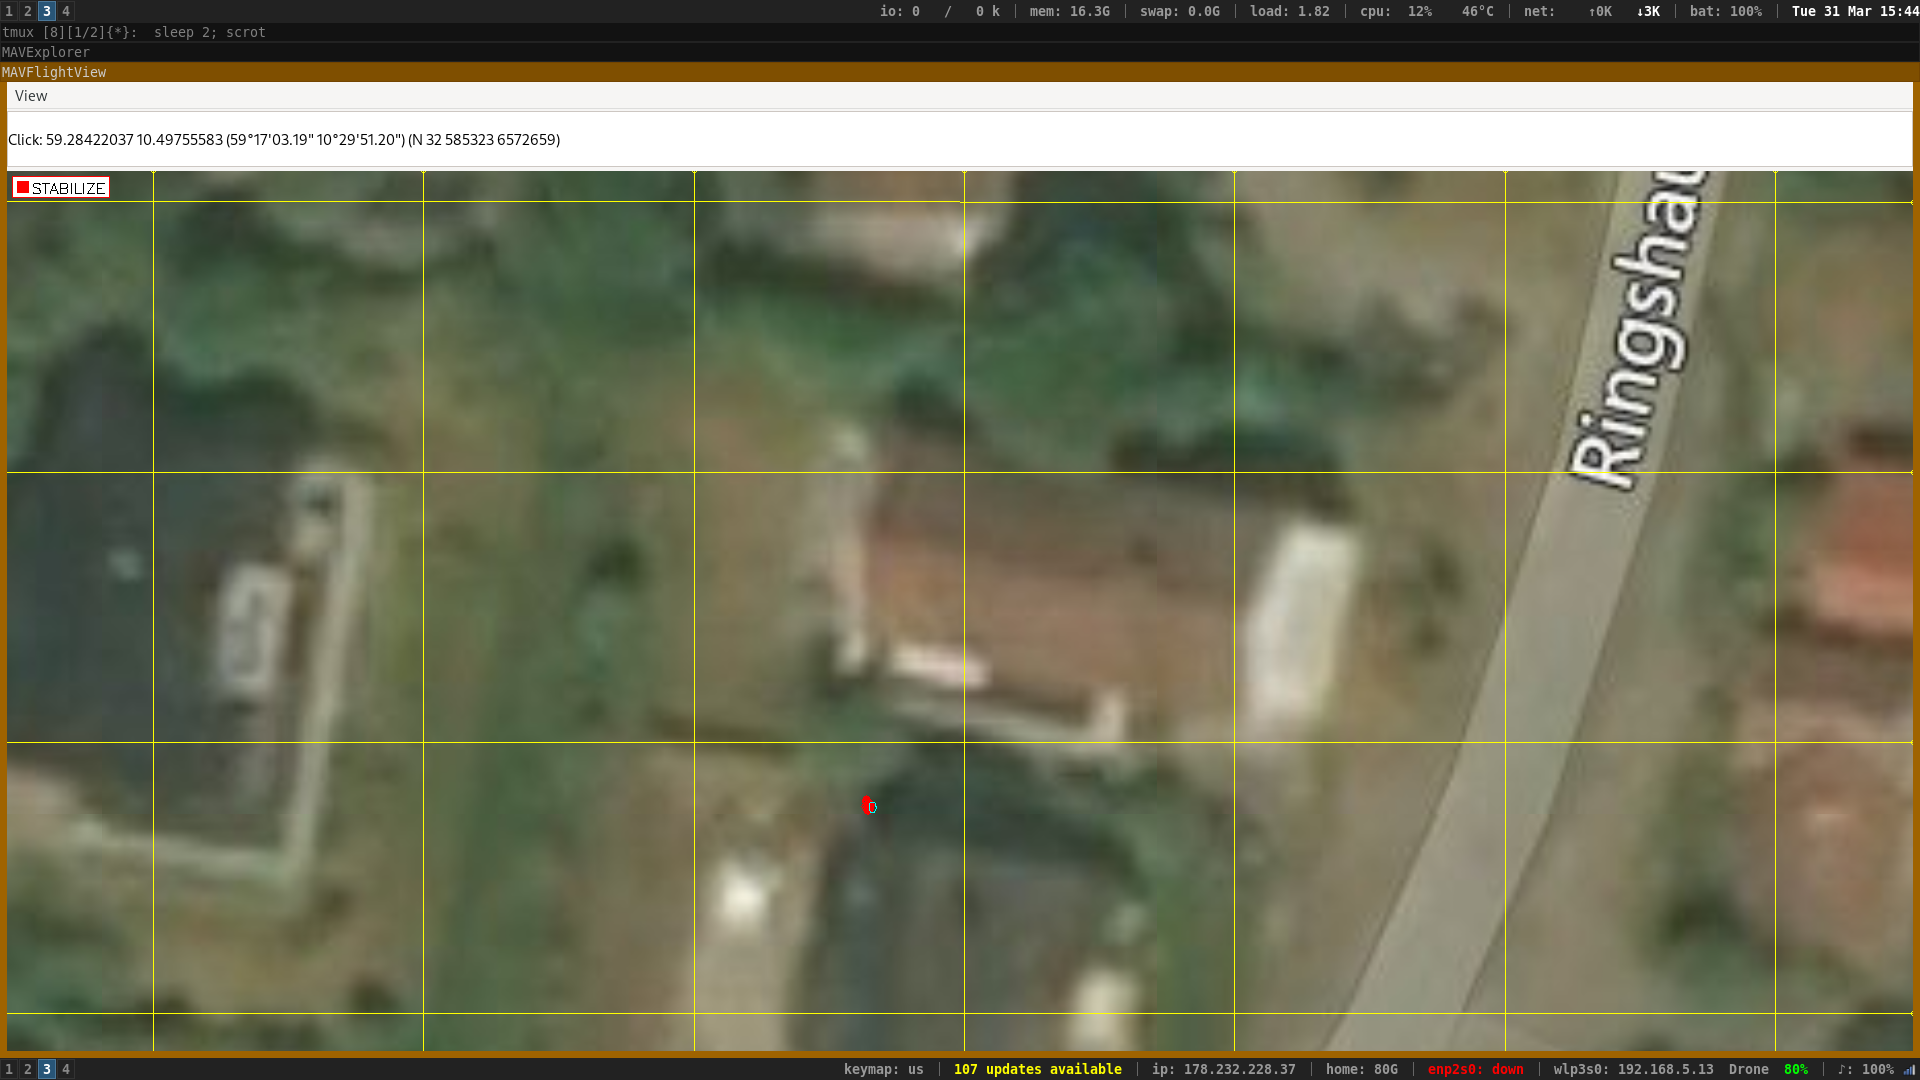 1 2 3 4 io: 0 / 0 k mem: 16.3G swap: 0.0G load: 1.82 cpu: 12% 46°C net: ↑0K ↓3K bat: 100% Tue 31 Mar 15:44
tmux [8][1/2]{*}: sleep 2; scrot
MAVExplorer
MAVFlightView
View
Click: 59.28422037 10.49755583 (59°17'03.19" 10°29'51.20") (N 32 585323 6572659)
STABILIZE
Ringshau
1 2 3 4 keymap: us 107 updates available ip: 178.232.228.37 home: 80G enp2s0: down wlp3s0: 192.168.5.13 Drone 80% ♪: 100%